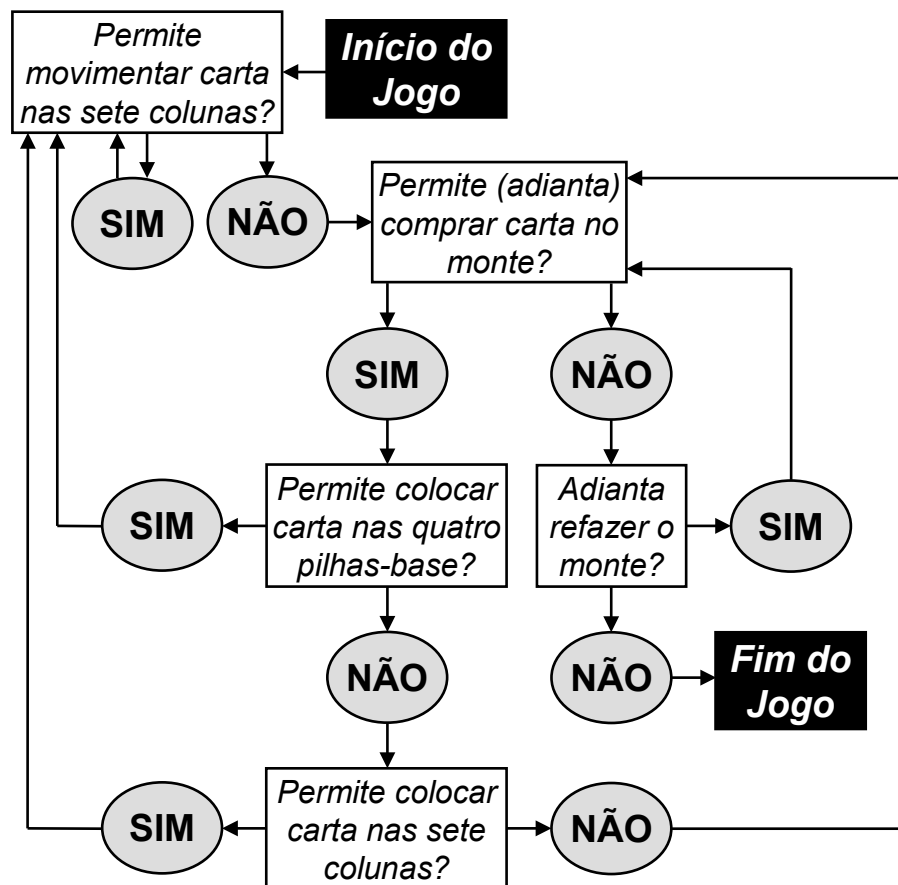 Permite
movimentar carta
nas sete colunas?
Início do
Jogo
SIM
NÃO
Permite (adianta)
comprar carta no
monte?
SIM
NÃO
SIM
Permite colocar
carta nas quatro
pilhas-base?
Adianta
refazer o
monte?
SIM
NÃO
NÃO
Fim do
Jogo
SIM
Permite colocar
carta nas sete
colunas?
NÃO